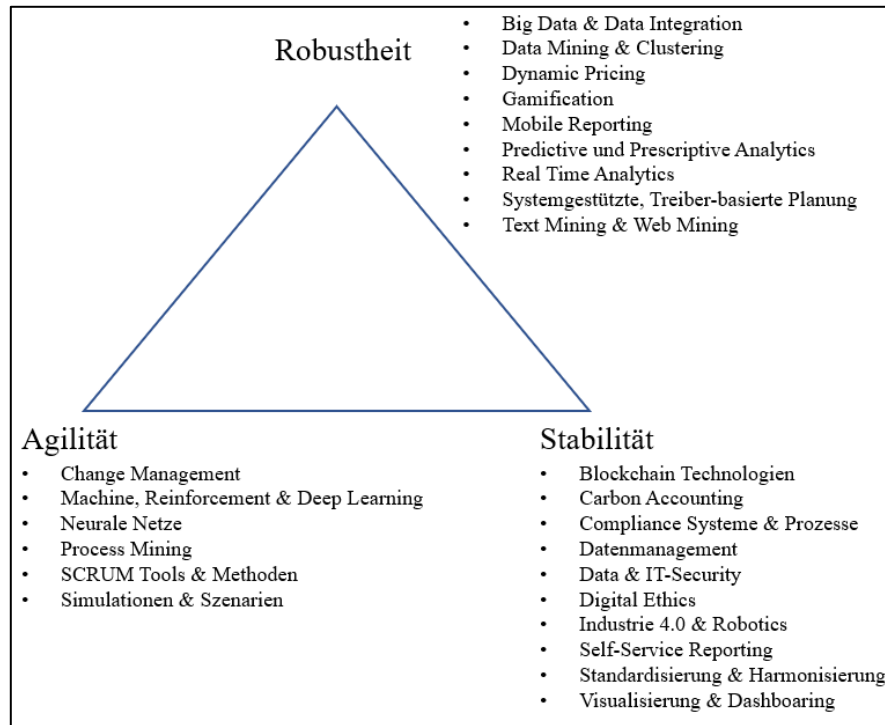 Robustheit
• Big Data & Data Integration
• Data Mining & Clustering
• Dynamic Pricing
• Gamification
• Mobile Reporting
• Predictive und Prescriptive Analytics
• Real Time Analytics
• Systemgestützte, Treiber-basierte Planung
• Text Mining & Web Mining
Agilität
• Change Management
• Machine, Reinforcement & Deep Learning
• Neurale Netze
• Process Mining
• SCRUM Tools & Methoden
• Simulationen & Szenarien
Stabilität
• Blockchain Technologien
• Carbon Accounting
• Compliance Systeme & Prozesse
• Datenmanagement
• Data & IT-Security
• Digital Ethics
• Industrie 4.0 & Robotics
• Self-Service Reporting
• Standardisierung & Harmonisierung
• Visualisierung & Dashboaring